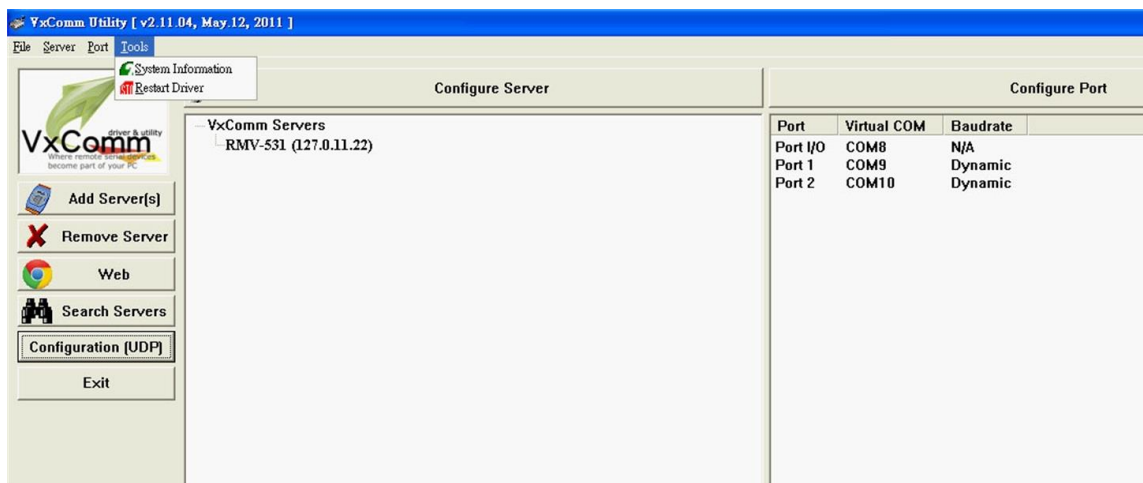 VxComm Utility [ v2.11.04, May.12, 2011 ]
File Server Port Tools
System Information
Restart Driver
Configure Server
Configure Port
VxComm
driver & utility
Where remote serial devices
become part of your PC
Add Server(s)
Remove Server
Web
Search Servers
Configuration (UDP)
Exit
VxComm Servers
RMV-531 (127.0.11.22)
Port Virtual COM Baudrate
Port I/O COM8 N/A
Port 1 COM9 Dynamic
Port 2 COM10 Dynamic